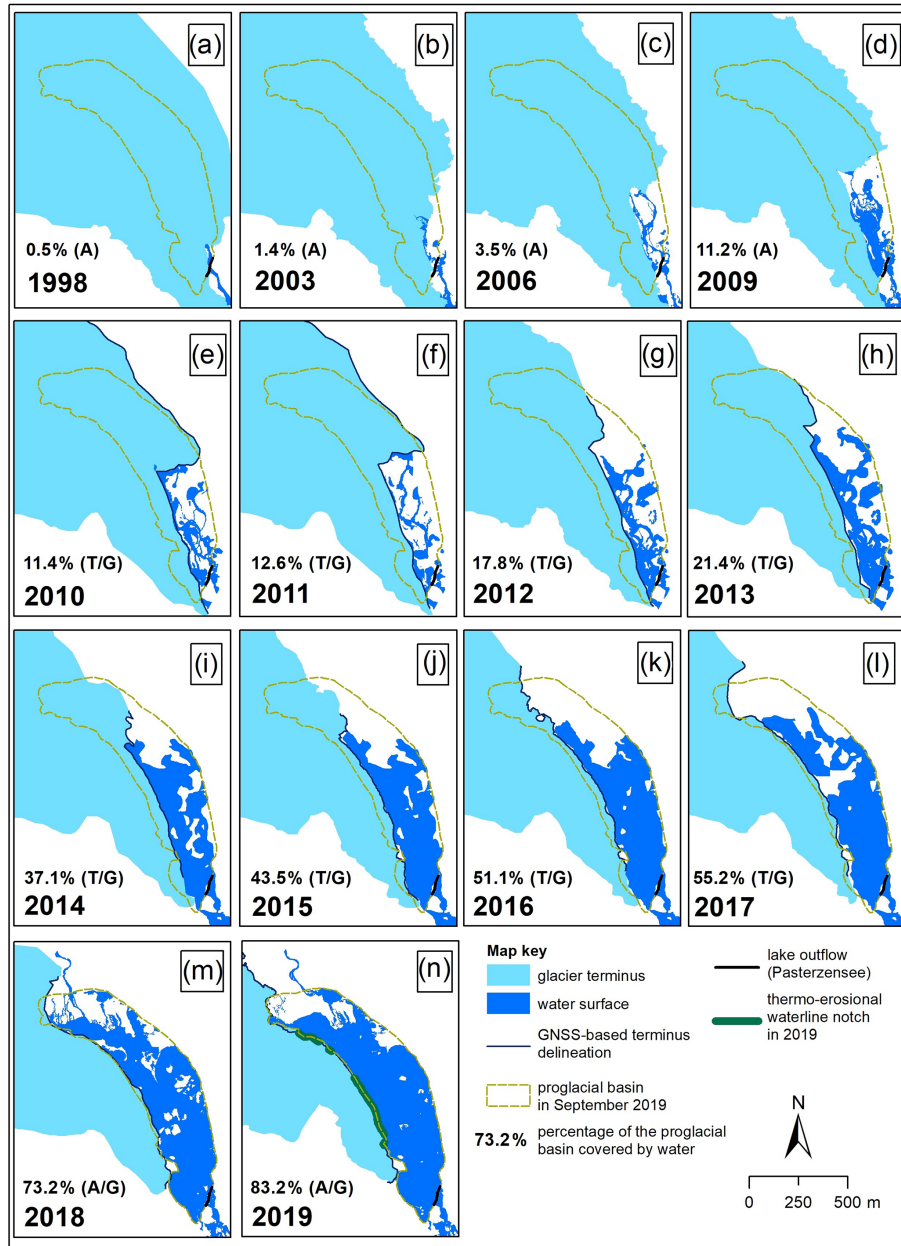 (a)
0.5% (A)
1998
(b)
1.4% (A)
2003
(c)
3.5% (A)
2006
(d)
11.2% (A)
2009
(e)
11.4% (T/G)
2010
(f)
12.6% (T/G)
2011
(g)
17.8% (T/G)
2012
(h)
21.4% (T/G)
2013
(i)
37.1% (T/G)
2014
(j)
43.5% (T/G)
2015
(k)
51.1% (T/G)
2016
(l)
55.2% (T/G)
2017
(m)
73.2% (A/G)
2018
(n)
83.2% (A/G)
2019
Map key
glacier terminus
water surface
GNSS-based terminus
delineation
proglacial basin
in September 2019
73.2% percentage of the proglacial
basin covered by water
lake outflow
(Pasterzensee)
thermo-erosional
waterline notch
in 2019
N
0 250 500 m